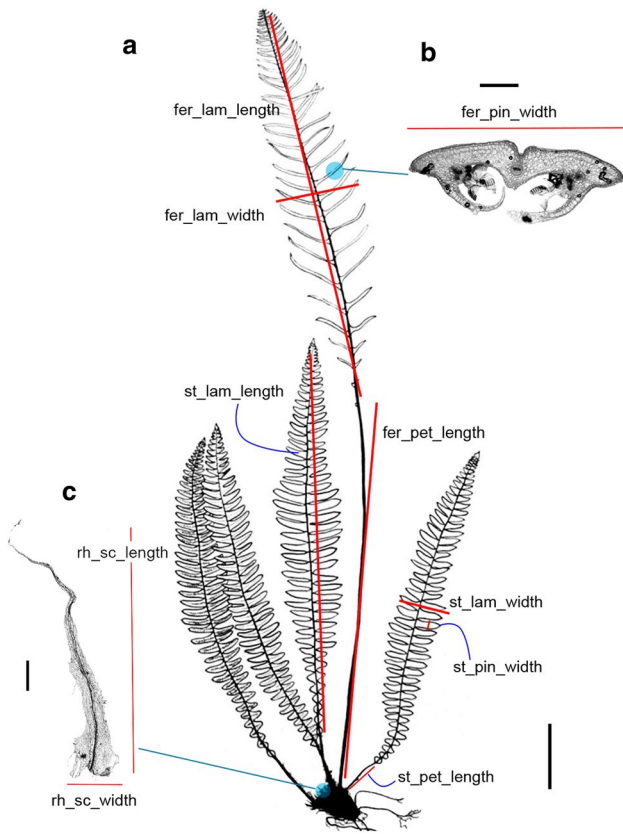 a
b
fer_lam_length
fer_pin_width
fer_lam_width
st_lam_length
fer_pet_length
c
rh_sc_length
st_lam_width
st_pin_width
st_pet_length
rh_sc_width